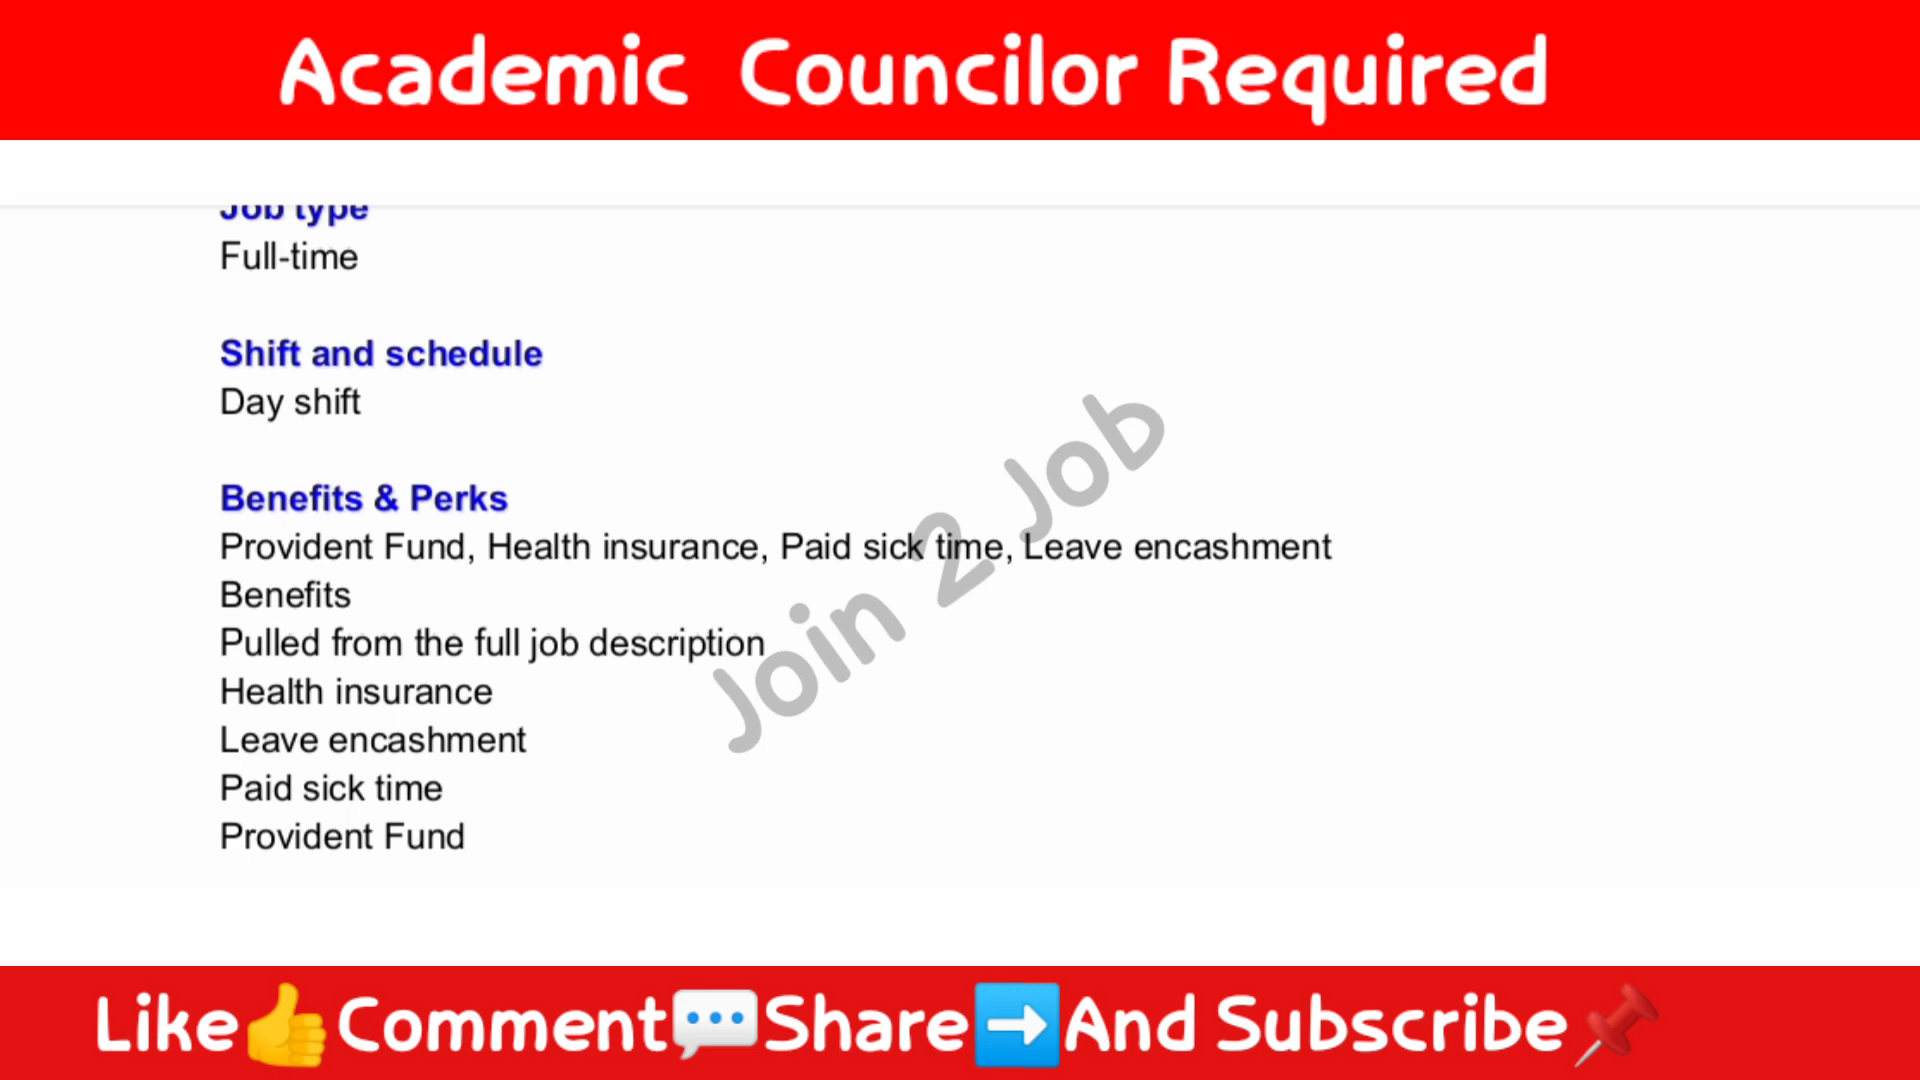 Academic Councilor Required
Job type
Full-time
Shift and schedule
Day shift
Benefits & Perks
Provident Fund, Health insurance, Paid sick time, Leave encashment
Benefits
Pulled from the full job description
Health insurance
Leave encashment
Paid sick time
Provident Fund
Join 2 Job
Like👍Comment💬Share➡️And Subscribe📌